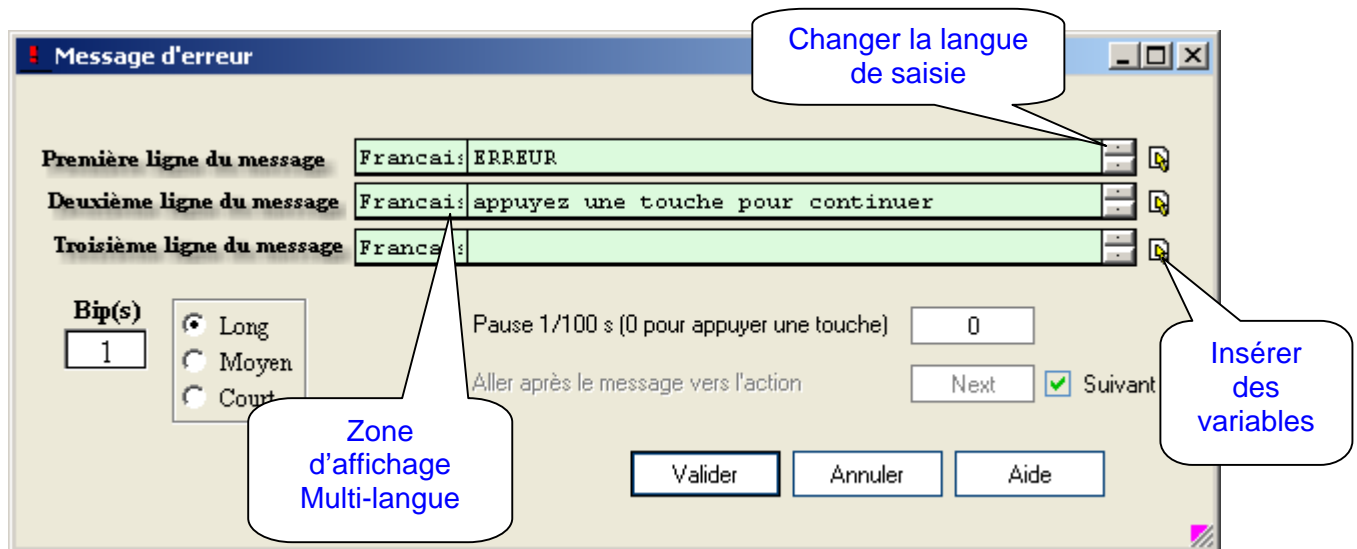 Changer la langue
de saisie
Message d'erreur
Première ligne du message Francais ERREUR
Deuxième ligne du message Francais appuyez une touche pour continuer
Troisième ligne du message Francais
Bip(s)
1
Long
Moyen
Court
Pause 1/100 s (0 pour appuyer une touche) 0
Aller après le message vers l'action Next Suivant
Insérer
des
variables
Zone
d'affichage
Multi-langue
Valider Annuler Aide